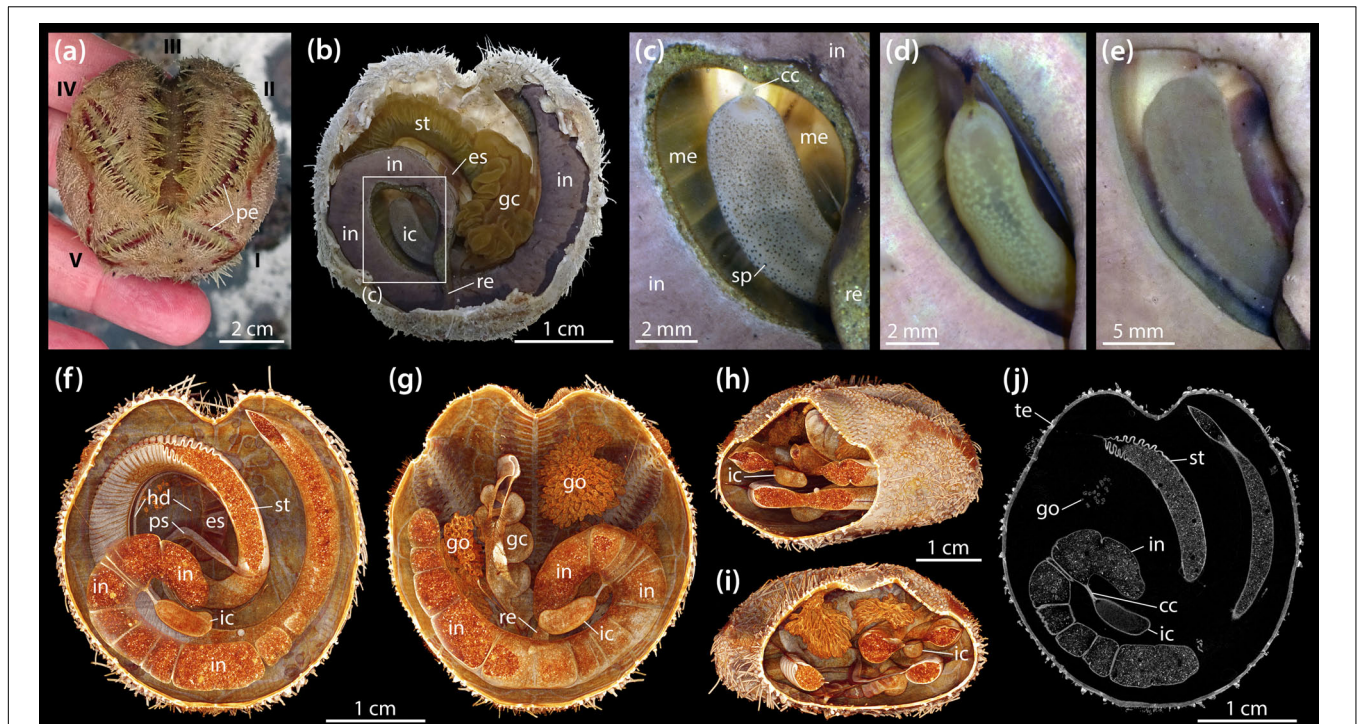 (a)
III
IV
II
pe
V
I
2 cm
(b)
st
in
es
in
gc
in
ic
(c)
re
1 cm
(c)
in
cc
me
me
sp
in
re
2 mm
(d)
2 mm
(e)
5 mm
(f)
hd
ps
es
st
in
in
ic
in
1 cm
(g)
go
go
gc
in
in
in
re
ic
(h)
ic
1 cm
(i)
ic
(j)
te
st
go
in
cc
ic
1 cm